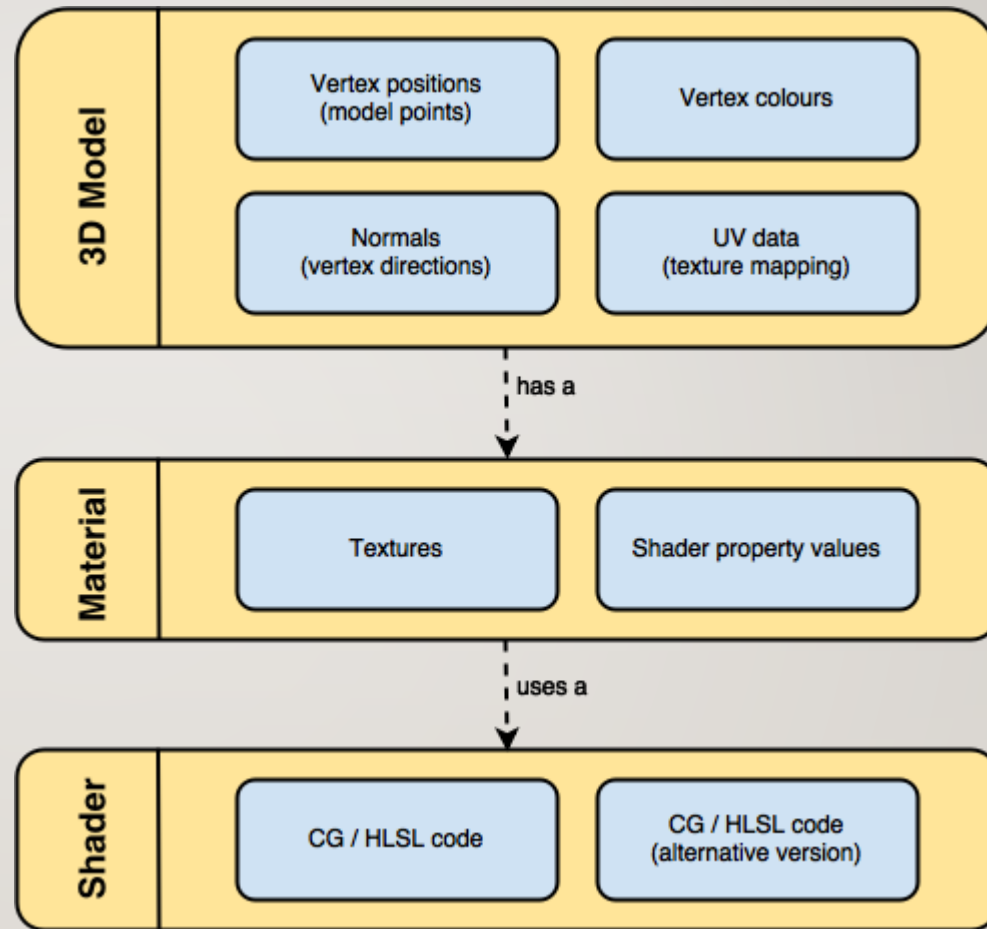 3D Model
Vertex positions
(model points)
Vertex colours
Normals
(vertex directions)
UV data
(texture mapping)
has a
Material
Textures
Shader property values
uses a
Shader
CG / HLSL code
CG / HLSL code
(alternative version)